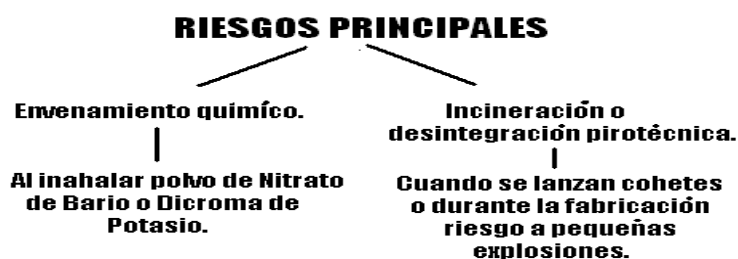 RIESGOS PRINCIPALES
Envenamiento quimíco.
Al inahalar polvo de Nitrato
de Bario o Dicroma de
Potasio.
Incineración o
desintegración pirotécnica.
Cuando se lanzan cohetes
o durante la fabricación
riesgo a pequeñas
explosiones.